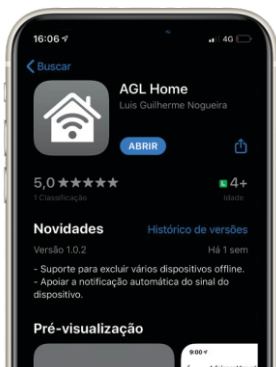 16:06
4G
Buscar
AGL Home
Luis Guilherme Nogueira
ABRIR
5,0 ★★★★★
4+
1 Classificação
Idade
Novidades
Histórico de versões
Versão 1.0.2
Há 1 sem
- Suporte para excluir vários dispositivos offline.
- Apoiar a notificação automática do sinal do
dispositivo.
Pré-visualização
9:00